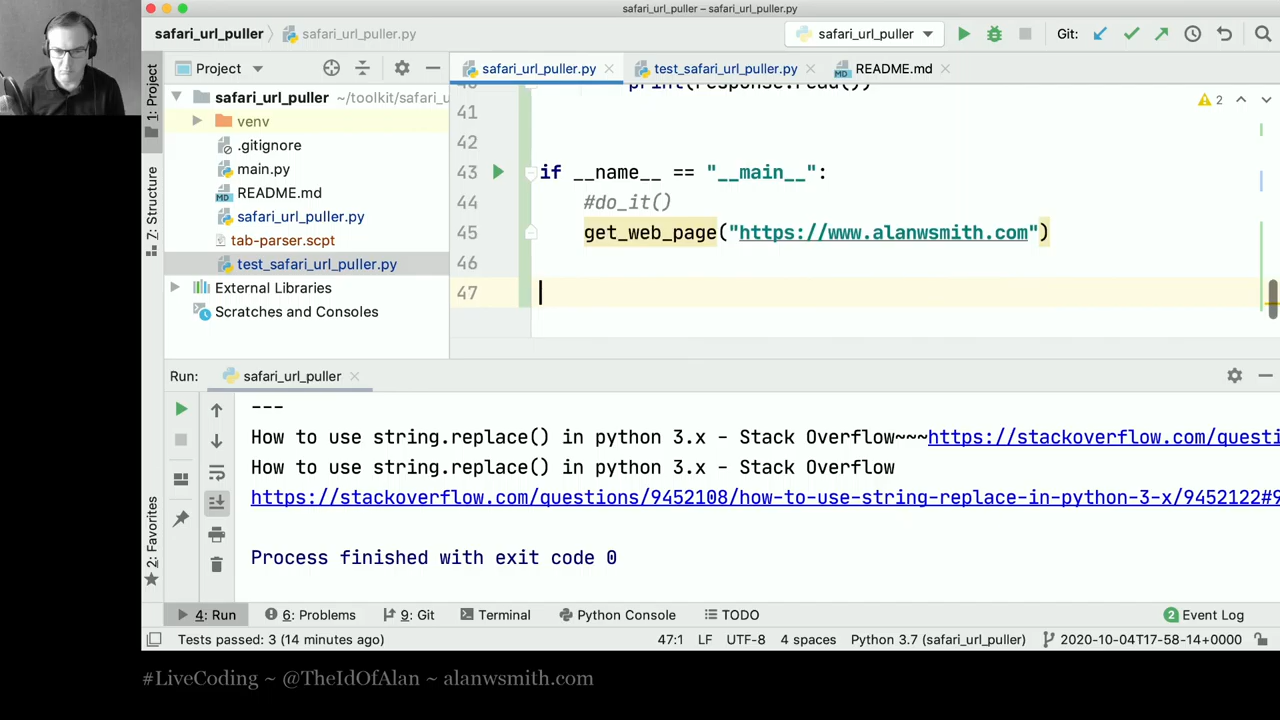 safari_url_puller – safari_url_puller.py
safari_url_puller
safari_url_puller.py
safari_url_puller
Git:
1: Project
Z: Structure
2: Favorites
Project
safari_url_puller ~/toolkit/safari_u
venv
.gitignore
main.py
README.md
safari_url_puller.py
tab-parser.scpt
test_safari_url_puller.py
External Libraries
Scratches and Consoles
safari_url_puller.py
test_safari_url_puller.py
README.md
2
print(response.read())
41
42
43 if __name__ == "__main__":
44 #do_it()
45 get_web_page("https://www.alanwsmith.com")
46
47
Run: safari_url_puller
---
How to use string.replace() in python 3.x – Stack Overflow~~~https://stackoverflow.com/questi
How to use string.replace() in python 3.x – Stack Overflow
https://stackoverflow.com/questions/9452108/how-to-use-string-replace-in-python-3-x/9452122#9
Process finished with exit code 0
4: Run
6: Problems
9: Git
Terminal
Python Console
TODO
2 Event Log
Tests passed: 3 (14 minutes ago)
47:1 LF UTF-8 4 spaces Python 3.7 (safari_url_puller) 2020-10-04T17-58-14+0000
#LiveCoding ~ @TheIdOfAlan ~ alanwsmith.com